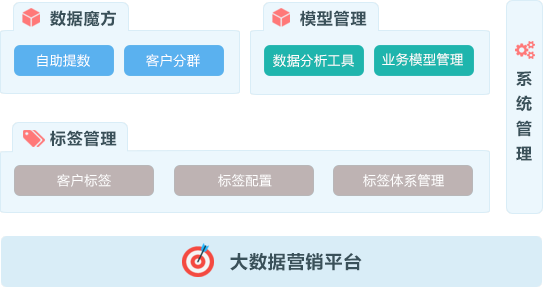 数据魔方
自助提数
客户分群
模型管理
数据分析工具
业务模型管理
标签管理
客户标签
标签配置
标签体系管理
系统管理
大数据营销平台